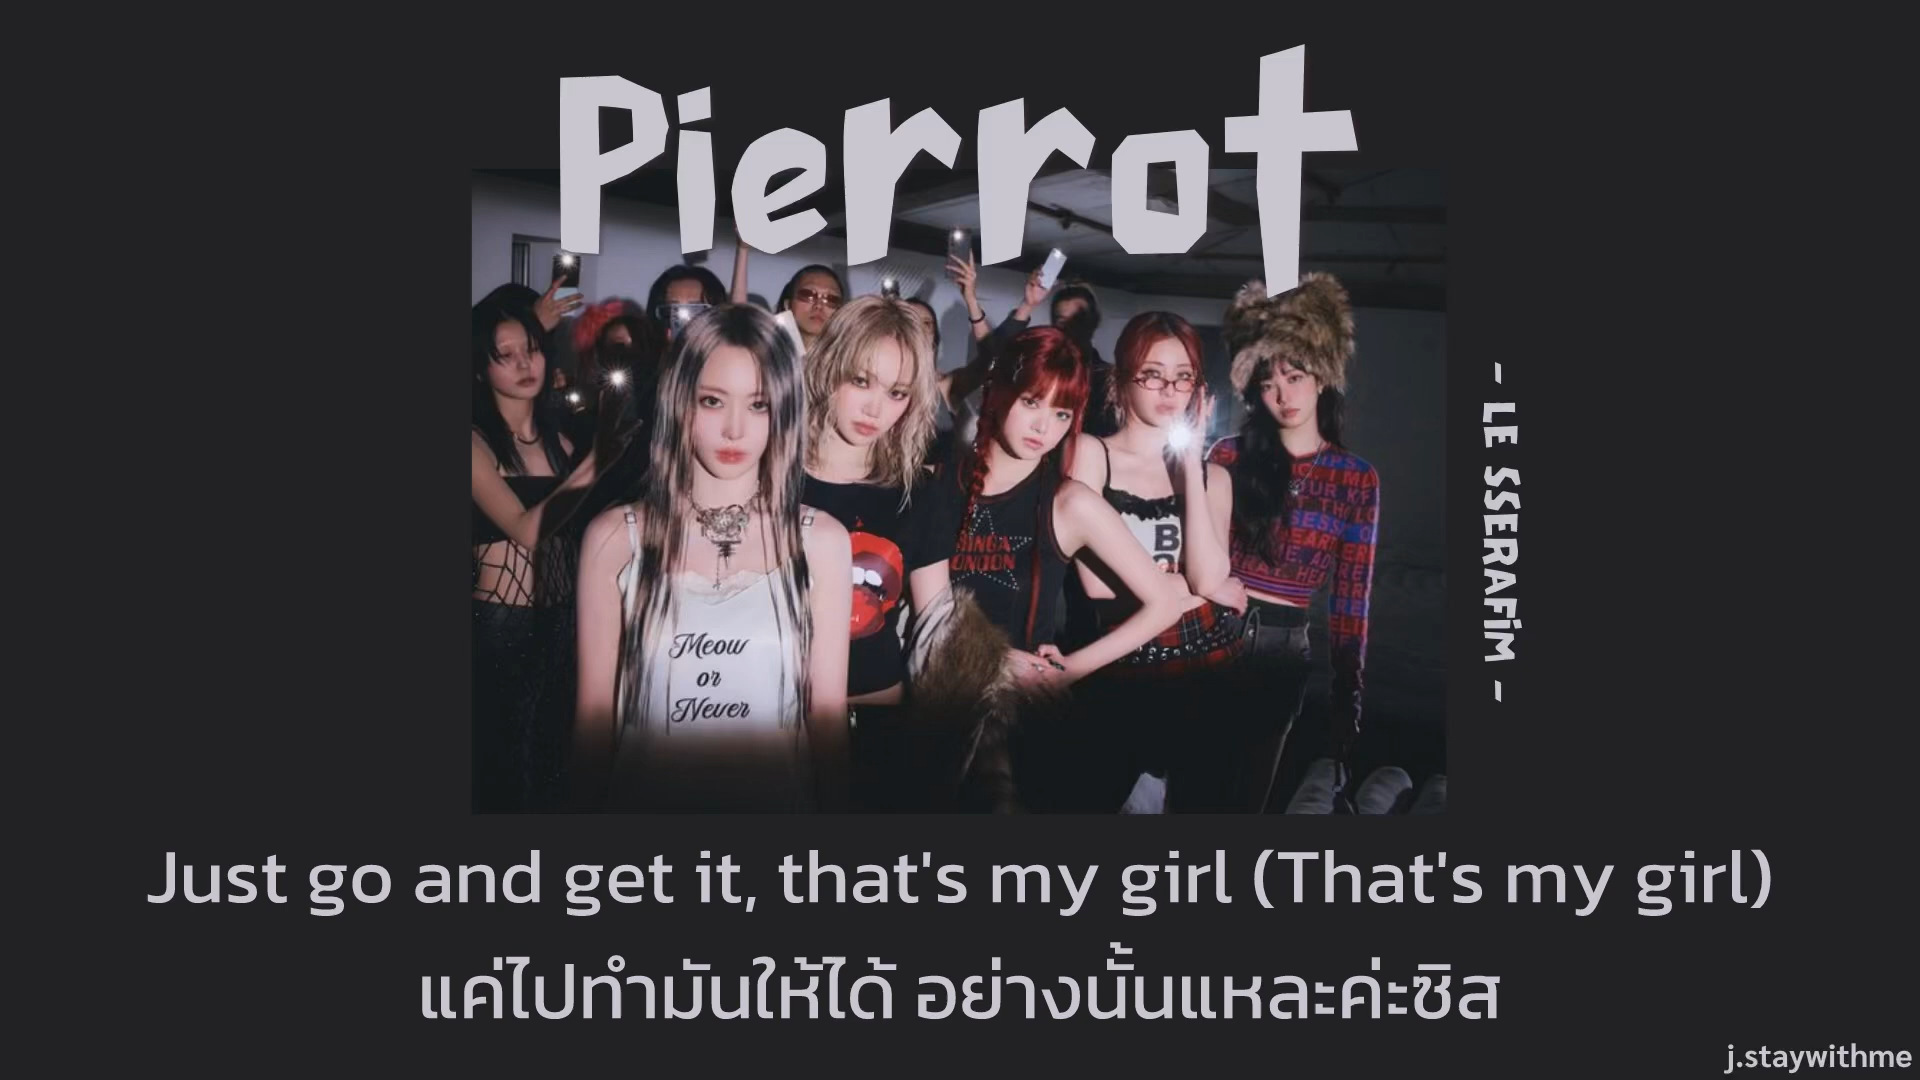 Pierrot
- LE SSERAFiM -
Meow
or
Never
B
Just go and get it, that's my girl (That's my girl)
แค่ไปทำมันให้ได้ อย่างนั้นแหละค่ะซิส
j.staywithme